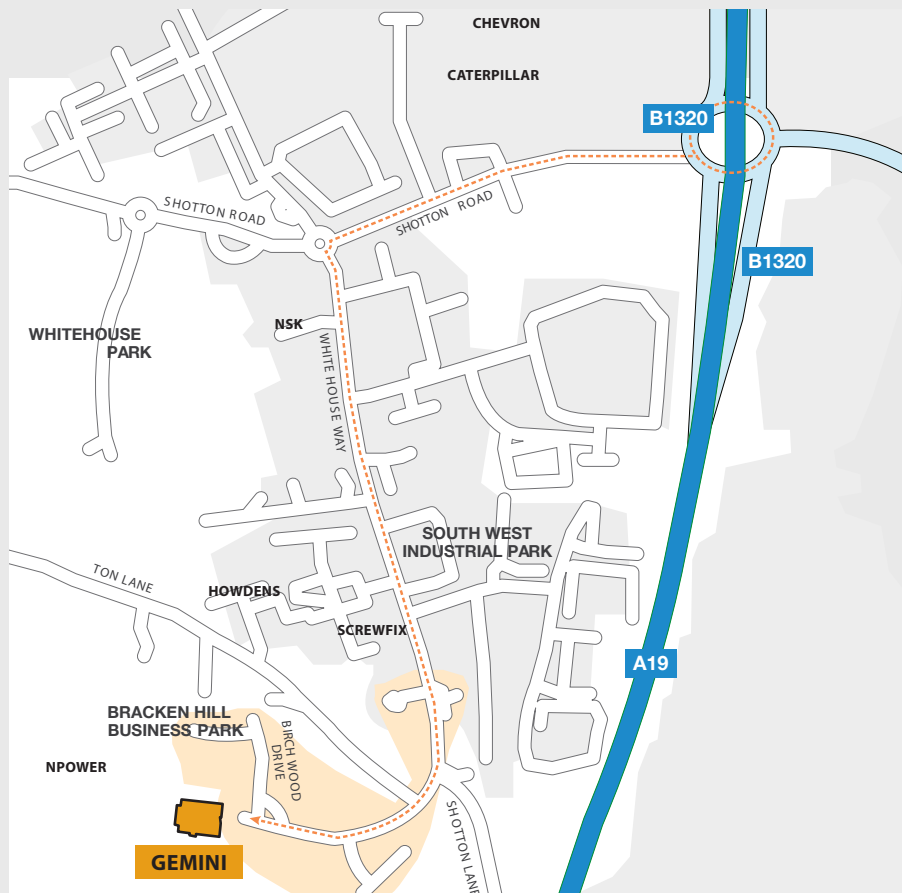 CHEVRON
CATERPILLAR
B1320
SHOTTON ROAD
SHOTTON ROAD
B1320
NSK
WHITEHOUSE
PARK
WHITE HOUSE WAY
SOUTH WEST
INDUSTRIAL PARK
TON LANE
HOWDENS
SCREWFIX
A19
BRACKEN HILL
BUSINESS PARK
BIRCH WOOD
DRIVE
NPOWER
SHOTTON LANE
GEMINI